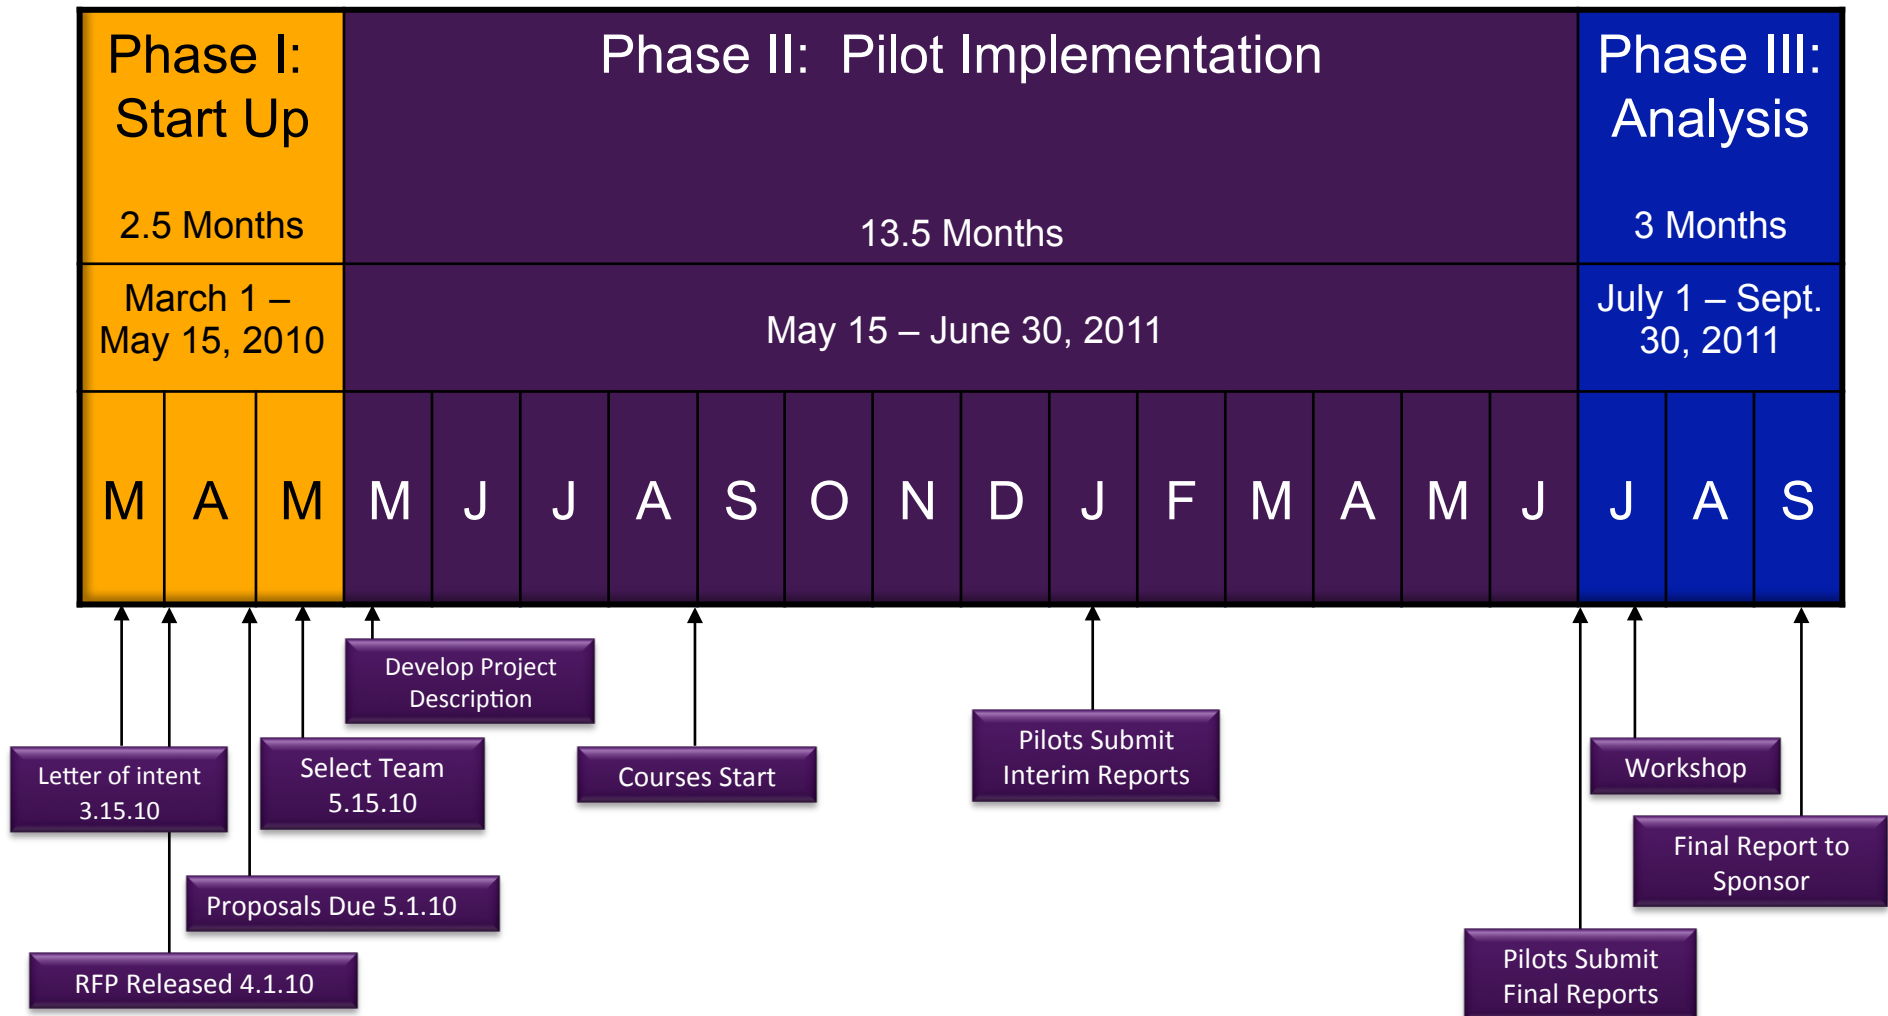 Phase I:
Start Up
2.5 Months
Phase II:  Pilot Implementation
13.5 Months
Phase III:
Analysis
3 Months
March 1 –
May 15, 2010
May 15 – June 30, 2011
July 1 – Sept.
30, 2011
M A M M J J A S O N D J F M A M J J A S
Develop Project
Description
Letter of intent
3.15.10
Select Team
5.15.10
Courses Start
Pilots Submit
Interim Reports
Workshop
Proposals Due 5.1.10
Final Report to
Sponsor
RFP Released 4.1.10
Pilots Submit
Final Reports